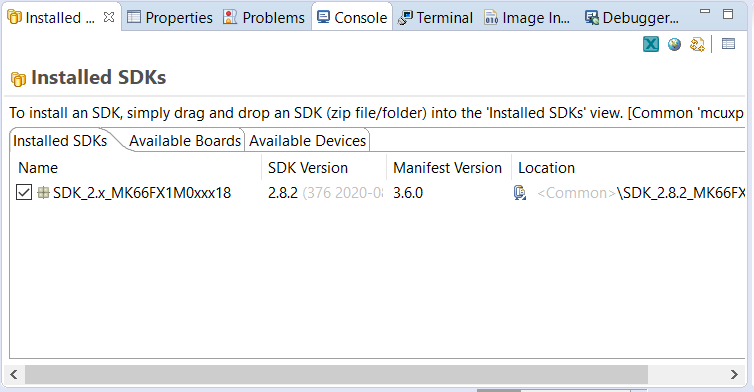 Installed ... Properties Problems Console Terminal Image In... Debugger...
Installed SDKs
To install an SDK, simply drag and drop an SDK (zip file/folder) into the 'Installed SDKs' view. [Common 'mcuxp
Installed SDKs Available Boards Available Devices
Name SDK Version Manifest Version Location
SDK_2.x_MK66FX1M0xxx18 2.8.2 (376 2020-08 3.6.0 <Common>\SDK_2.8.2_MK66FX